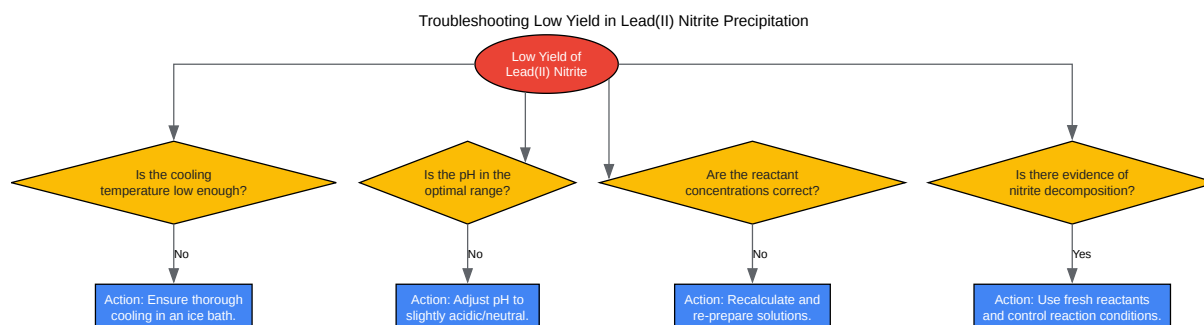 Troubleshooting Low Yield in Lead(II) Nitrite Precipitation
Low Yield of
Lead(II) Nitrite
Is the cooling
temperature low enough?
Is the pH in the
optimal range?
Are the reactant
concentrations correct?
Is there evidence of
nitrite decomposition?
No
No
No
Yes
Action: Ensure thorough
cooling in an ice bath.
Action: Adjust pH to
slightly acidic/neutral.
Action: Recalculate and
re-prepare solutions.
Action: Use fresh reactants
and control reaction conditions.